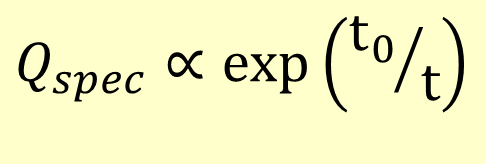 Q_spec ∝ exp (t₀/t)